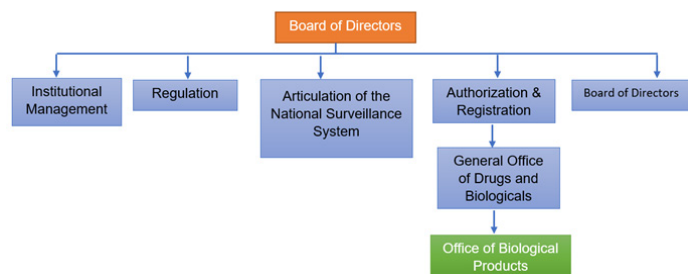 Board of Directors
Institutional
Management
Regulation
Articulation of the
National Surveillance
System
Authorization &
Registration
Board of Directors
General Office
of Drugs and
Biologicals
Office of Biological
Products